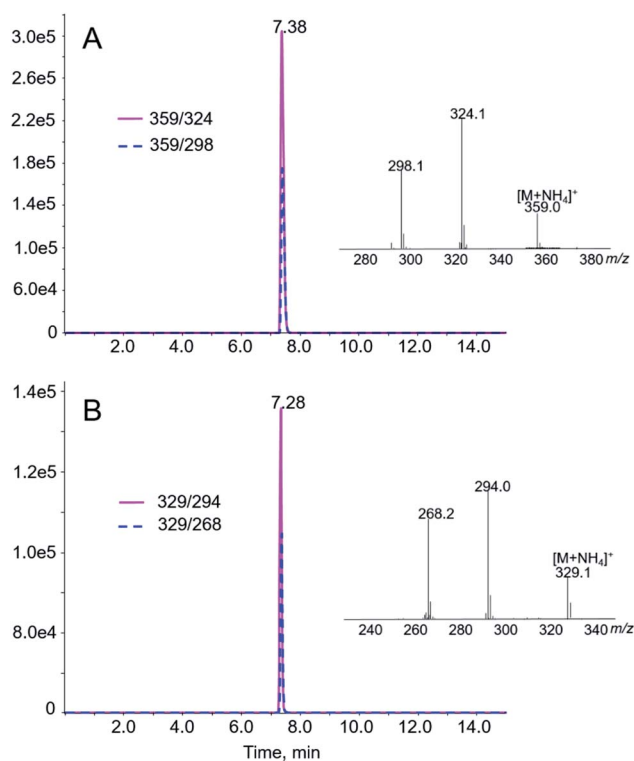 A
7.38
3.0e5
2.6e5
2.2e5
1.8e5
1.4e5
1.0e5
6.0e4
0
359/324
359/298
324.1
298.1
[M+NH₄]⁺
359.0
280 300 320 340 360 380 m/z
2.0 4.0 6.0 8.0 10.0 12.0 14.0
B
7.28
1.4e5
1.2e5
1.0e5
8.0e4
0
329/294
329/268
294.0
268.2
[M+NH₄]⁺
329.1
240 260 280 300 320 340 m/z
2.0 4.0 6.0 8.0 10.0 12.0 14.0
Time, min